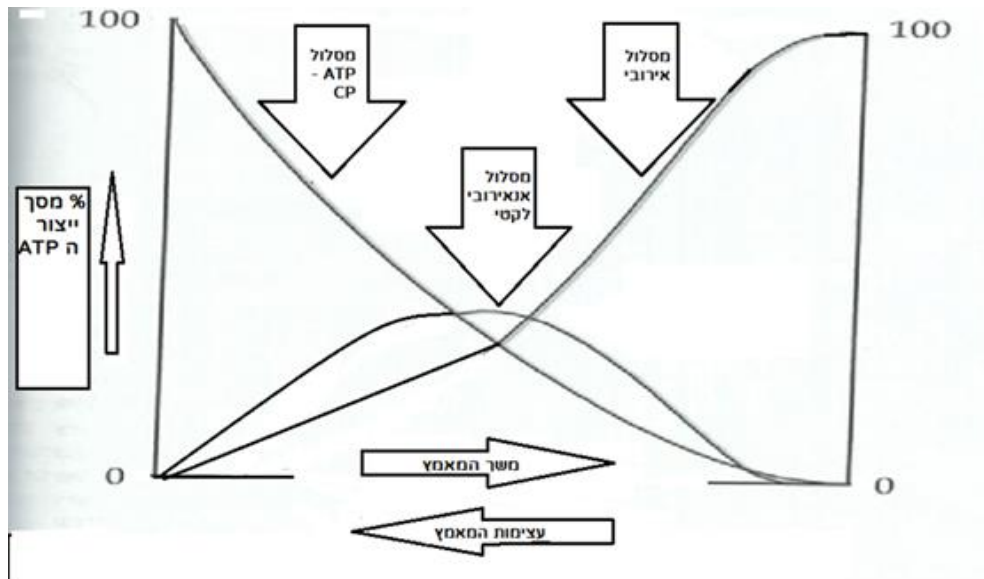 100
100
מסלול
ATP
- 
CP
מסלול
אירובי
מסלול
אנאירובי
לקטי
% מסך
ייצור
ה ATP
משך המאמץ
0
0
עצימות המאמץ